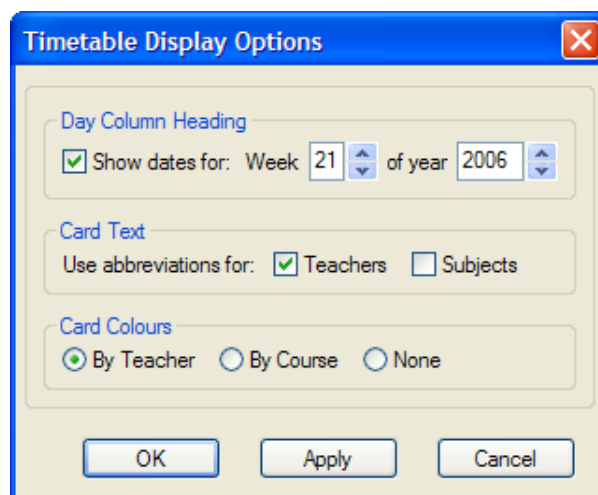 Timetable Display Options
Day Column Heading
Show dates for: Week 21 of year 2006
Card Text
Use abbreviations for: Teachers Subjects
Card Colours
By Teacher By Course None
OK Apply Cancel